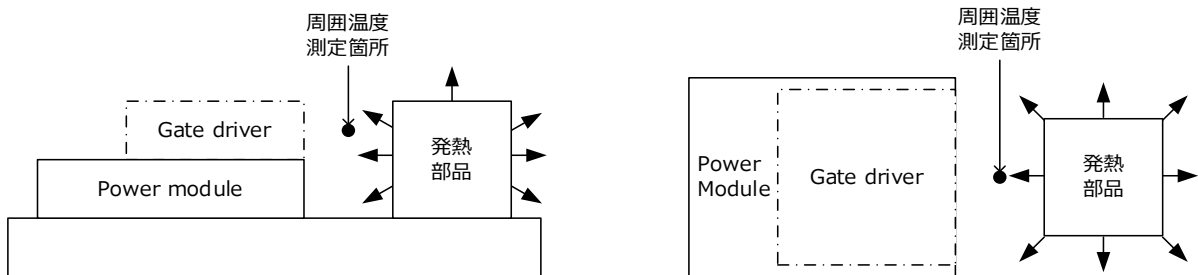 周囲温度
測定箇所
Gate driver
Power module
発熱
部品
周囲温度
測定箇所
Power
Module
Gate driver
発熱
部品